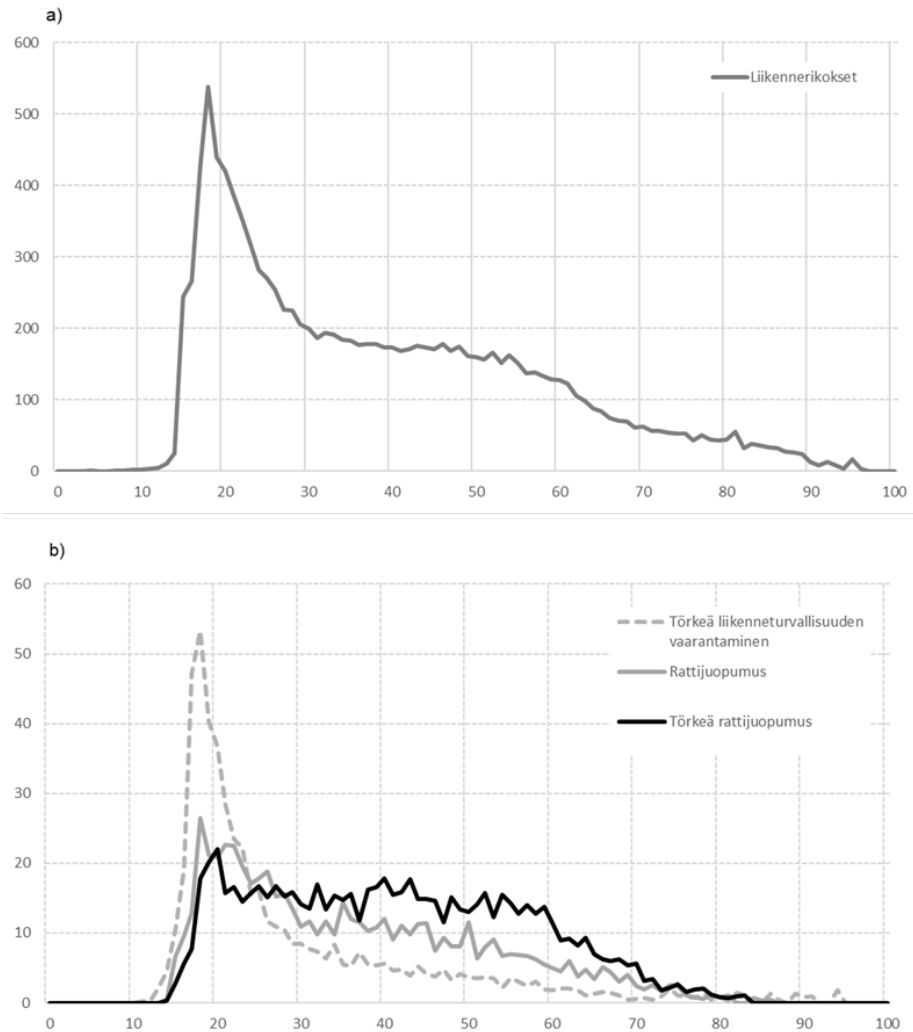 a)
600
Liikennerikokset
500
400
300
200
100
0
0 10 20 30 40 50 60 70 80 90 100
b)
60
Törkeä liikenneturvallisuuden
vaarantaminen
50
Rattijuopumus
Törkeä rattijuopumus
40
30
20
10
0
0 10 20 30 40 50 60 70 80 90 100